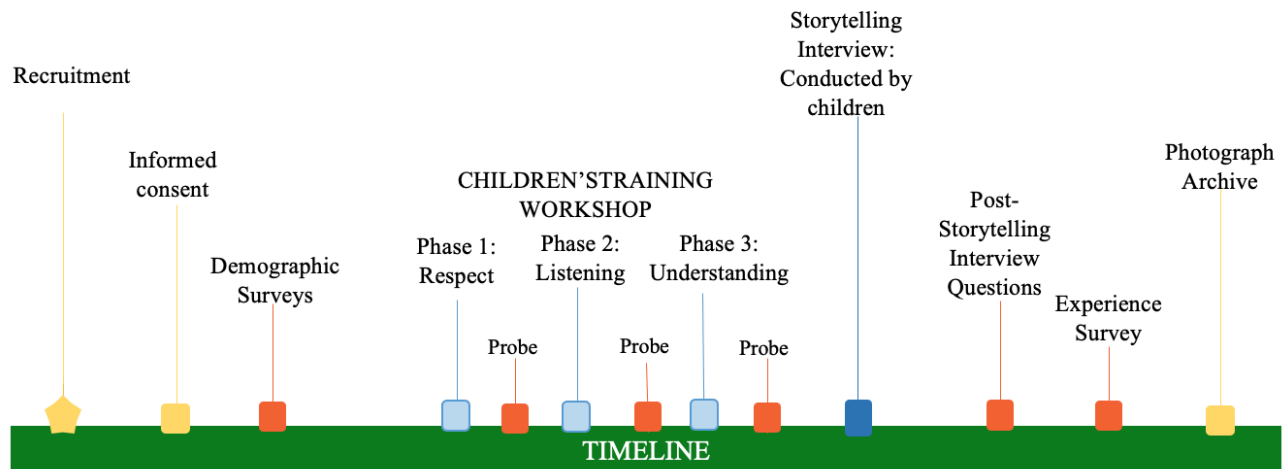 Recruitment
Informed
consent
Demographic
Surveys
CHILDREN'STRAINING
WORKSHOP
Phase 1:
Respect
Probe
Phase 2:
Listening
Probe
Phase 3:
Understanding
Probe
Storytelling
Interview:
Conducted by
children
Post-
Storytelling
Interview
Questions
Experience
Survey
Photograph
Archive
TIMELINE